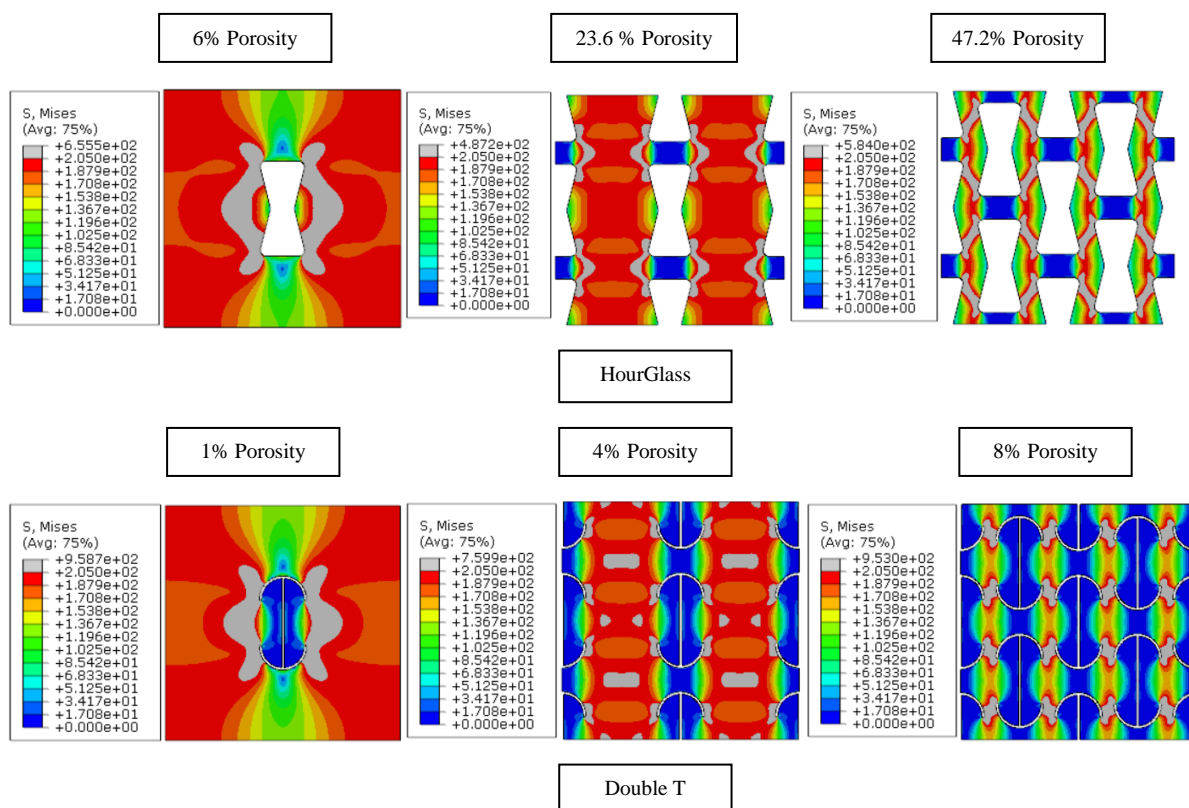 6% Porosity
23.6 % Porosity
47.2% Porosity
S, Mises
(Avg: 75%)
+6.555e+02
+2.050e+02
+1.879e+02
+1.708e+02
+1.538e+02
+1.367e+02
+1.196e+02
+1.025e+02
+8.542e+01
+6.833e+01
+5.125e+01
+3.417e+01
+1.708e+01
+0.000e+00
S, Mises
(Avg: 75%)
+4.872e+02
+2.050e+02
+1.879e+02
+1.708e+02
+1.538e+02
+1.367e+02
+1.196e+02
+1.025e+02
+8.542e+01
+6.833e+01
+5.125e+01
+3.417e+01
+1.708e+01
+0.000e+00
S, Mises
(Avg: 75%)
+5.840e+02
+2.050e+02
+1.879e+02
+1.708e+02
+1.538e+02
+1.367e+02
+1.196e+02
+1.025e+02
+8.542e+01
+6.833e+01
+5.125e+01
+3.417e+01
+1.708e+01
+0.000e+00
HourGlass
1% Porosity
4% Porosity
8% Porosity
S, Mises
(Avg: 75%)
+9.587e+02
+2.050e+02
+1.879e+02
+1.708e+02
+1.538e+02
+1.367e+02
+1.196e+02
+1.025e+02
+8.542e+01
+6.833e+01
+5.125e+01
+3.417e+01
+1.708e+01
+0.000e+00
S, Mises
(Avg: 75%)
+7.599e+02
+2.050e+02
+1.879e+02
+1.708e+02
+1.538e+02
+1.367e+02
+1.196e+02
+1.025e+02
+8.542e+01
+6.833e+01
+5.125e+01
+3.417e+01
+1.708e+01
+0.000e+00
S, Mises
(Avg: 75%)
+9.530e+02
+2.050e+02
+1.879e+02
+1.708e+02
+1.538e+02
+1.367e+02
+1.196e+02
+1.025e+02
+8.542e+01
+6.833e+01
+5.125e+01
+3.417e+01
+1.708e+01
+0.000e+00
Double T